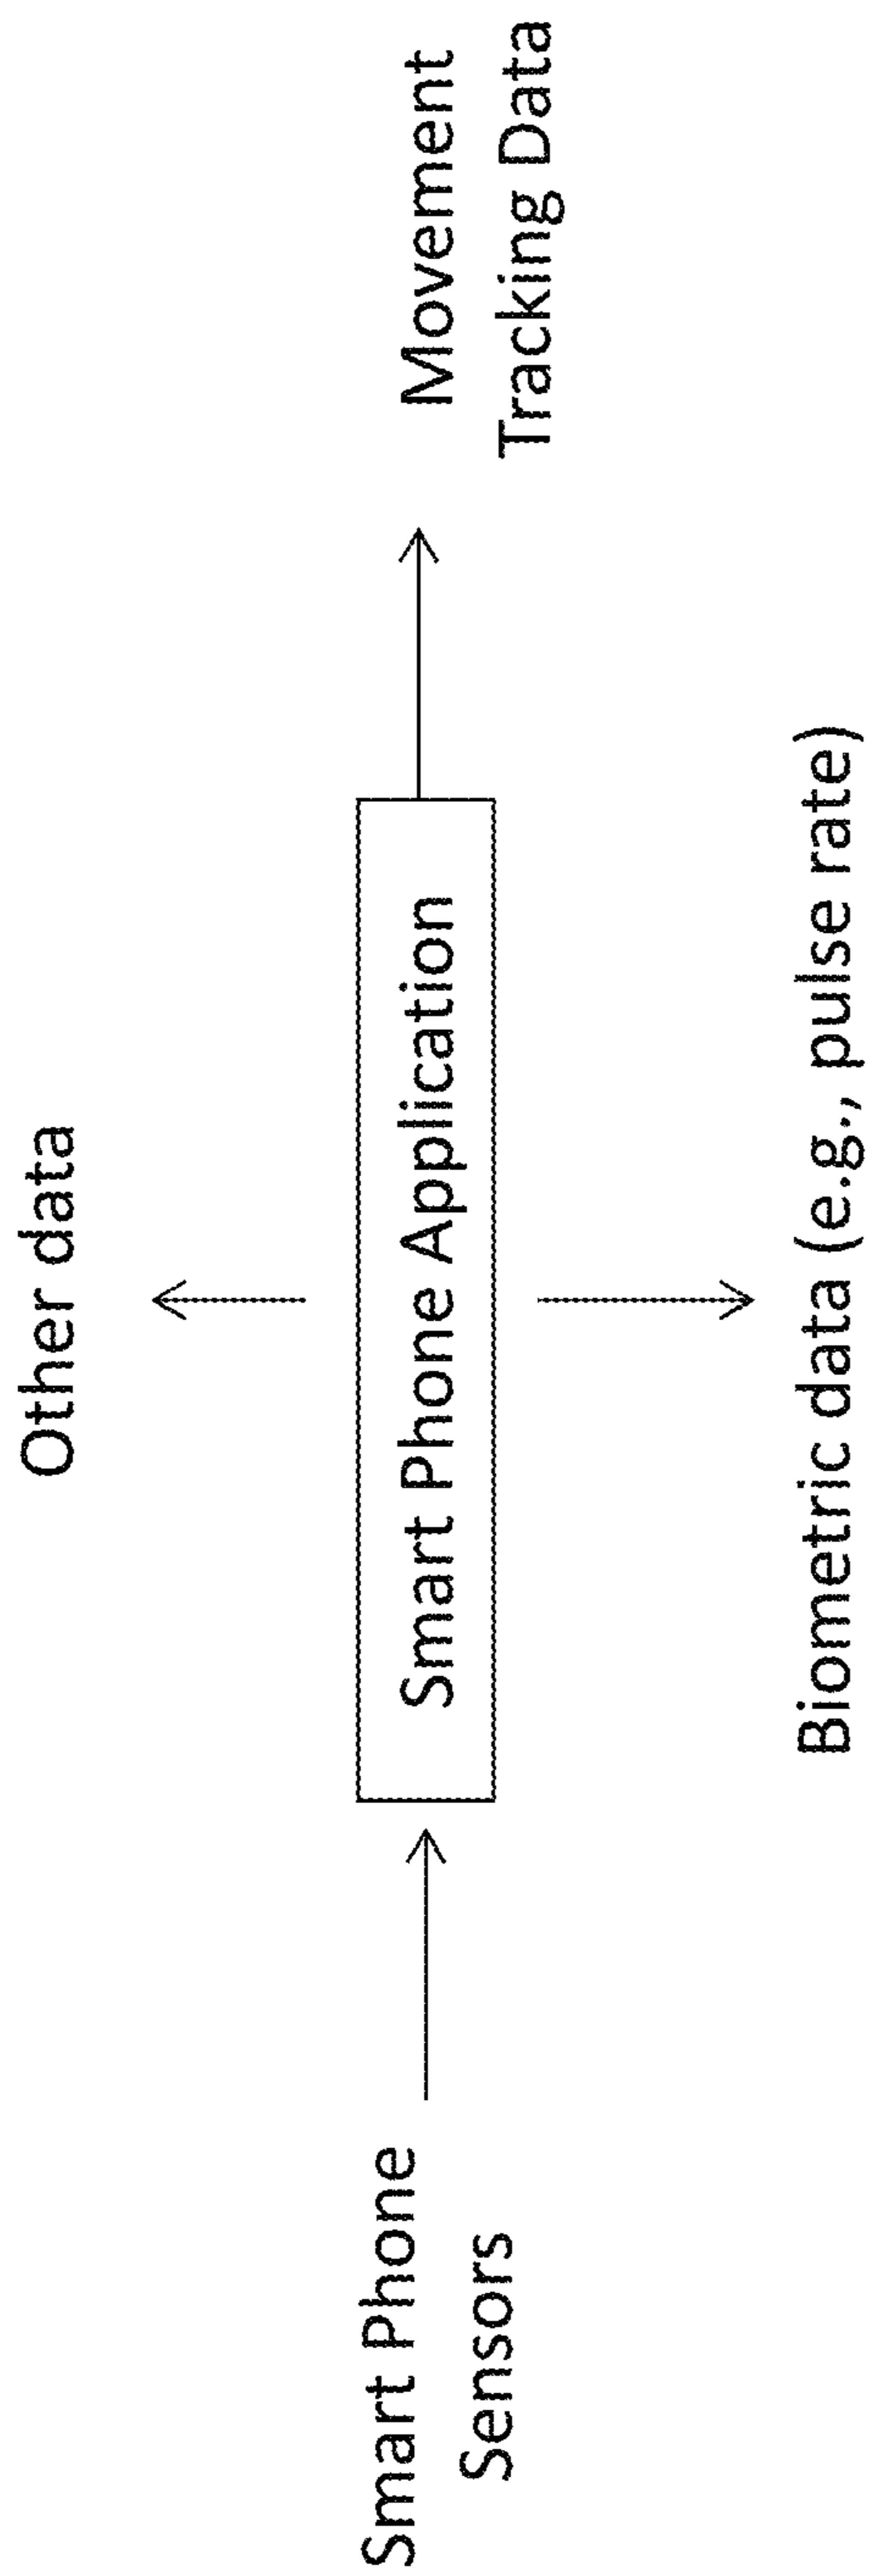 Other data
Smart Phone
Sensors
Smart Phone Application
Movement
Tracking Data
Biometric data (e.g., pulse rate)